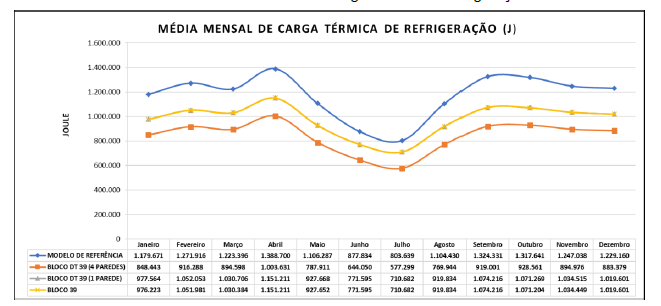 MÉDIA MENSAL DE CARGA TÉRMICA DE REFRIGERAÇÃO (J)
1.600.000
1.400.000
1.200.000
1.000.000
800.000
600.000
400.000
200.000
0
JOULE
Janeiro Fevereiro Março Abril Maio Junho Julho Agosto Setembro Outubro Novembro Dezembro
MODELO DE REFERÊNCIA 1.179.671 1.271.916 1.223.396 1.388.700 1.106.287 877.834 803.639 1.104.430 1.324.331 1.317.641 1.247.038 1.229.160
BLOCO DT 39 (4 PAREDES) 848.443 916.288 894.598 1.003.631 787.911 644.050 577.299 769.944 919.001 928.561 894.976 883.379
BLOCO DT 39 (1 PAREDE) 977.564 1.052.053 1.030.706 1.151.211 927.668 771.595 710.682 919.834 1.074.216 1.071.269 1.034.515 1.019.601
BLOCO 39 976.223 1.051.981 1.030.384 1.151.211 927.652 771.595 710.682 919.834 1.074.216 1.071.204 1.034.449 1.019.601